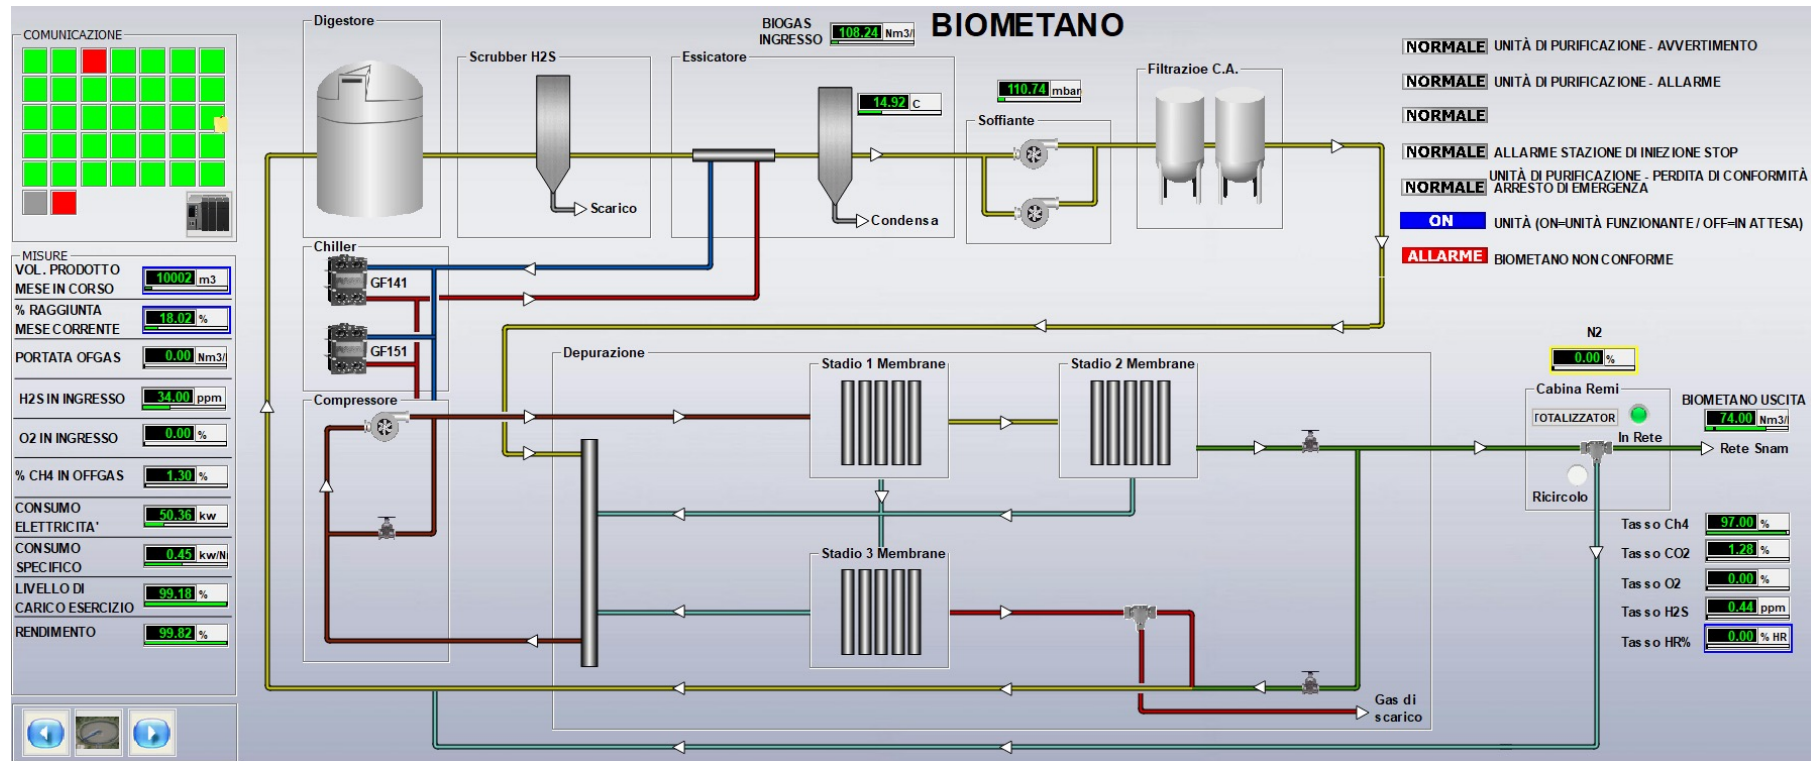 BIOMETANO
COMUNICAZIONE
Digestore
BIOGAS
INGRESSO
108.24 Nm3/
Scrubber H2S
Essicatore
14.92 C
110.74 mbar
Soffiante
Filtrazioe C.A.
Scarico
Condensa
NORMALE UNITÀ DI PURIFICAZIONE - AVVERTIMENTO
NORMALE UNITÀ DI PURIFICAZIONE - ALLARME
NORMALE
NORMALE ALLARME STAZIONE DI INIEZIONE STOP
NORMALE UNITÀ DI PURIFICAZIONE - PERDITA DI CONFORMITÀ
ARRESTO DI EMERGENZA
ON UNITÀ (ON=UNITÀ FUNZIONANTE / OFF=IN ATTESA)
ALLARME BIOMETANO NON CONFORME
MISURE
VOL. PRODOTTO
MESE IN CORSO
10002 m3
% RAGGIUNTA
MESE CORRENTE
18.02 %
PORTATA OFGAS 0.00 Nm3/
H2S IN INGRESSO 34.00 ppm
O2 IN INGRESSO 0.00 %
% CH4 IN OFFGAS 1.30 %
CONSUMO
ELETTRICITA'
50.36 kw
CONSUMO
SPECIFICO
0.45 kw/N
LIVELLO DI
CARICO ESERCIZIO
99.18 %
RENDIMENTO 99.82 %
Chiller
GF141
GF151
Compressore
Depurazione
Stadio 1 Membrane
Stadio 2 Membrane
Stadio 3 Membrane
Gas di
scarico
N2
0.00 %
Cabina Remi
TOTALIZZATOR
In Rete
Ricircolo
BIOMETANO USCITA
74.00 Nm3/
Rete Snam
Tasso Ch4 97.00 %
Tasso CO2 1.28 %
Tasso O2 0.00 %
Tasso H2S 0.44 ppm
Tasso HR% 0.00 % HR